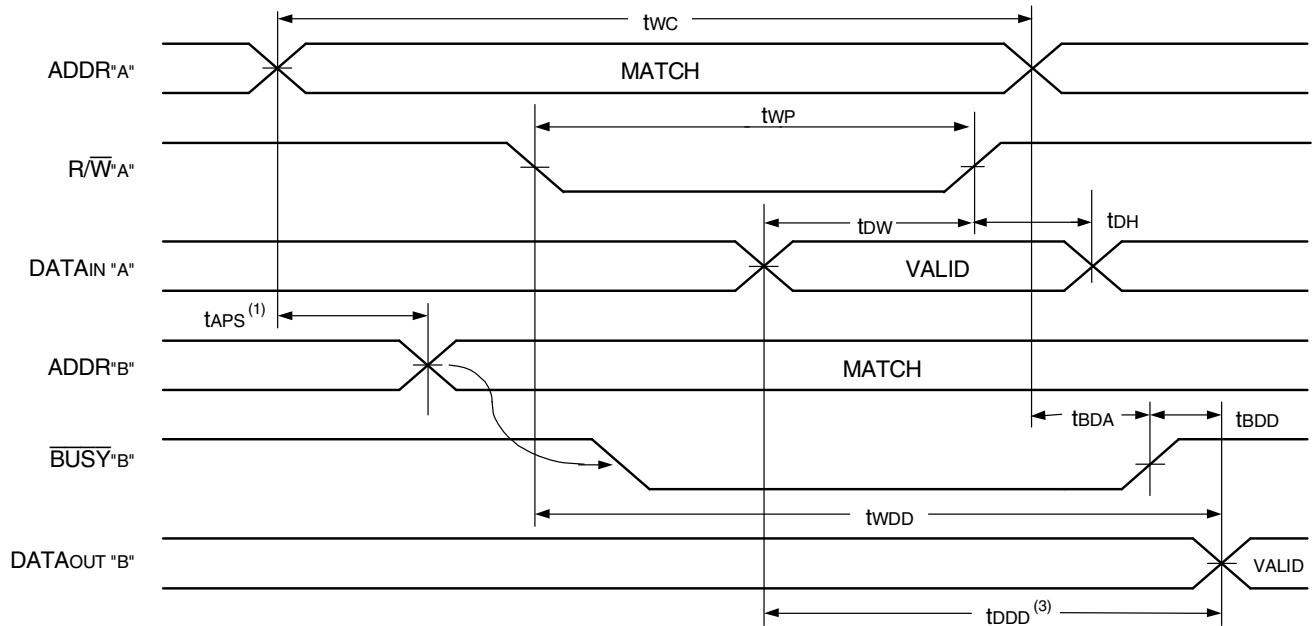 tWC
ADDR"A"
MATCH
tWP
R/W̅"A"
tDW
tDH
DATAIN "A"
VALID
tAPS (1)
ADDR"B"
MATCH
tBDA
tBDD
B̅U̅S̅Y̅"B"
tWDD
DATAOUT "B"
VALID
tDDD (3)